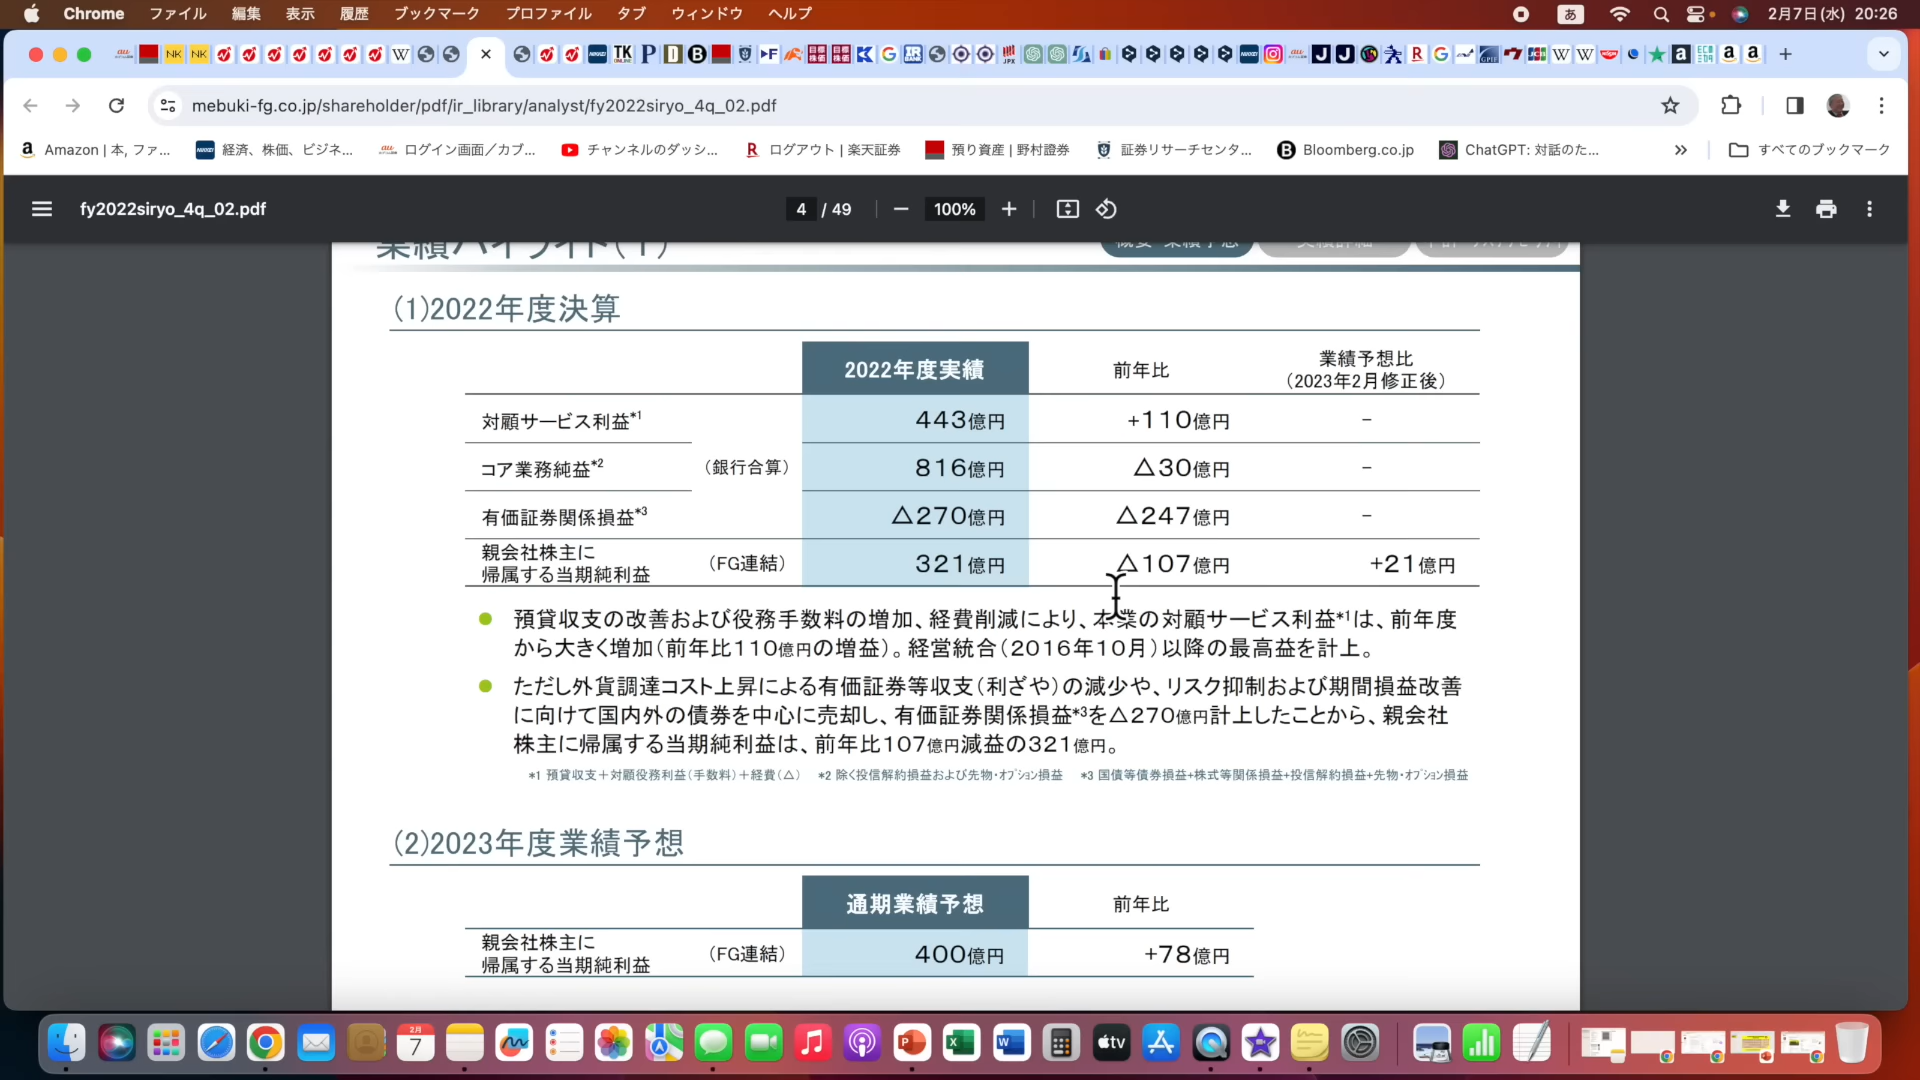 Chrome ファイル 編集 表示 履歴 ブックマーク プロファイル タブ ウィンドウ ヘルプ あ 2月7日(水) 20:26
mebuki-fg.co.jp/shareholder/pdf/ir_library/analyst/fy2022siryo_4q_02.pdf
Amazon | 本, ファ... 経済、株価、ビジネ... ログイン画面／カブ... チャンネルのダッシ... ログアウト | 楽天証券 預り資産 | 野村證券 証券リサーチセンタ... Bloomberg.co.jp ChatGPT: 対話のた... » すべてのブックマーク
fy2022siryo_4q_02.pdf 4 / 49 − 100% +
業績ハイライト(1) 概要・業績予想
(1)2022年度決算
2022年度実績 前年比 業績予想比
(2023年2月修正後)
対顧サービス利益*1 443億円 +110億円 −
コア業務純益*2 (銀行合算) 816億円 △30億円 −
有価証券関係損益*3 △270億円 △247億円 −
親会社株主に
帰属する当期純利益 (FG連結) 321億円 △107億円 +21億円
● 預貸収支の改善および役務手数料の増加、経費削減により、本業の対顧サービス利益*1は、前年度
から大きく増加(前年比110億円の増益)。経営統合(2016年10月)以降の最高益を計上。
● ただし外貨調達コスト上昇による有価証券等収支(利ざや)の減少や、リスク抑制および期間損益改善
に向けて国内外の債券を中心に売却し、有価証券関係損益*3を△270億円計上したことから、親会社
株主に帰属する当期純利益は、前年比107億円減益の321億円。
*1 預貸収支＋対顧役務利益(手数料)＋経費(△) *2 除く投信解約損益および先物・オプション損益 *3 国債等債券損益+株式等関係損益+投信解約損益+先物・オプション損益
(2)2023年度業績予想
通期業績予想 前年比
親会社株主に
帰属する当期純利益 (FG連結) 400億円 +78億円